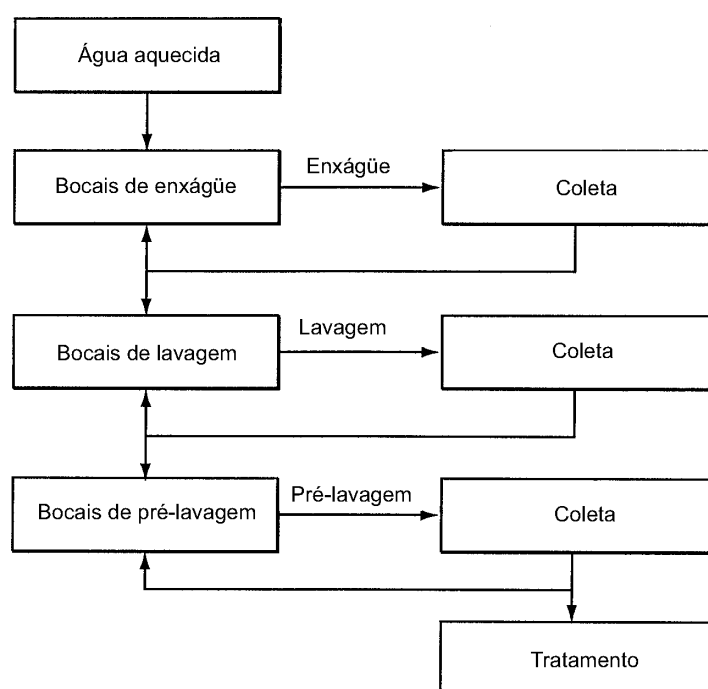 Água aquecida
Bocais de enxágüe
Enxágüe
Coleta
Bocais de lavagem
Lavagem
Coleta
Bocais de pré-lavagem
Pré-lavagem
Coleta
Tratamento